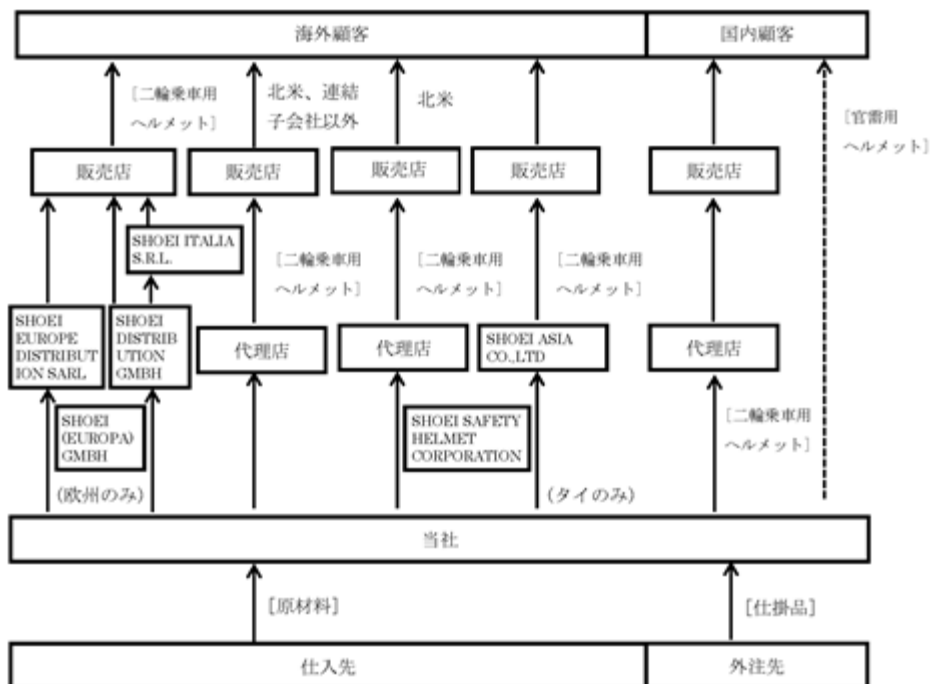 海外顧客
国内顧客
[二輪乗車用
ヘルメット]
北米、連結
子会社以外
北米
[官需用
ヘルメット]
販売店
販売店
販売店
販売店
販売店
SHOEI ITALIA
S.R.L.
[二輪乗車用
ヘルメット]
[二輪乗車用
ヘルメット]
[二輪乗車用
ヘルメット]
SHOEI
EUROPE
DISTRIBUT
ION SARL
SHOEI
DISTRIB
UTION
GMBH
代理店
代理店
SHOEI ASIA
CO.,LTD
代理店
SHOEI
(EUROPA)
GMBH
SHOEI SAFETY
HELMET
CORPORATION
[二輪乗車用
ヘルメット]
(欧州のみ)
(タイのみ)
当社
[原材料]
[仕掛品]
仕入先
外注先